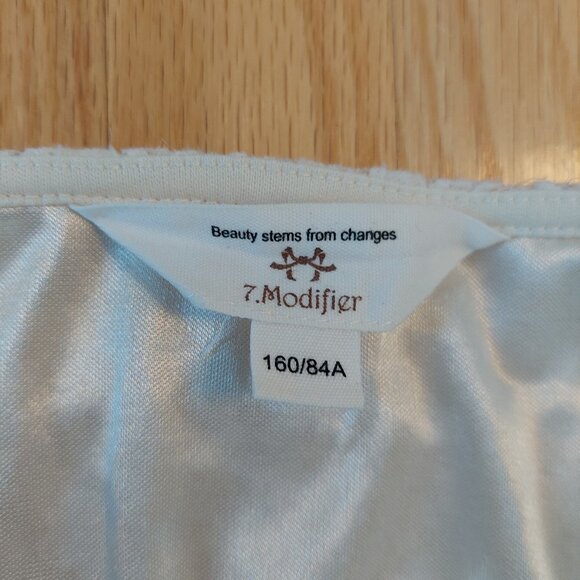 Beauty stems from changes
7.Modifier
160/84A